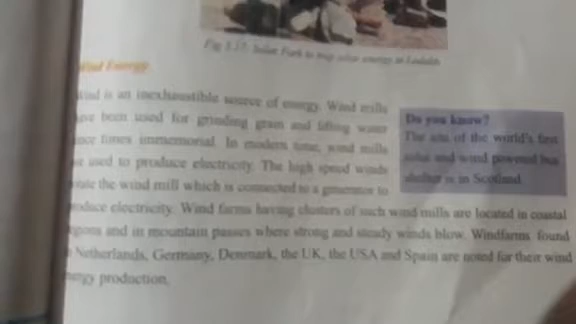 Fig 3.17: Solar Park to trap solar energy in Ladakh
Wind Energy
Wind is an inexhaustible source of energy. Wind mills
have been used for grinding grain and lifting water
since times immemorial. In modern time, wind mills
are used to produce electricity. The high speed winds
rotate the wind mill which is connected to a generator to
produce electricity. Wind farms having clusters of such wind mills are located in coastal
regions and in mountain passes where strong and steady winds blow. Windfarms found
in Netherlands, Germany, Denmark, the UK, the USA and Spain are noted for their wind
energy production.
Do you know?
The site of the world's first
solar and wind powered bus
shelter is in Scotland.